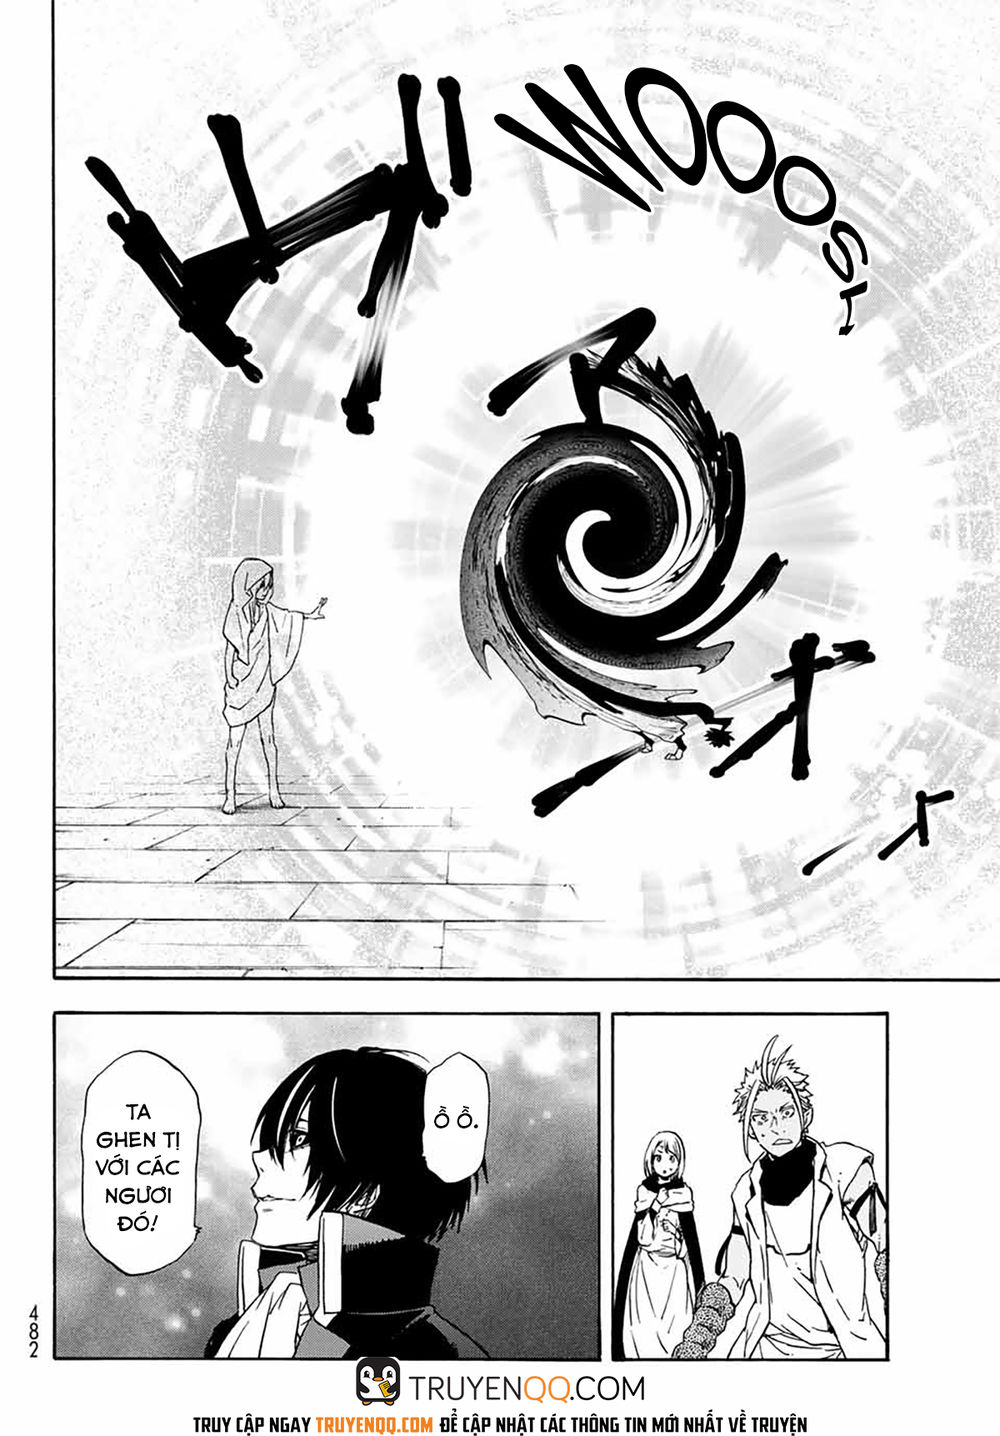 WOOOSH
Ồ Ồ.
TA
GHEN TỊ
VỚI CÁC
NGƯƠI
ĐÓ!
482
TRUYENQQ.COM
TRUY CẬP NGAY TRUYENQQ.COM ĐỂ CẬP NHẬT CÁC THÔNG TIN MỚI NHẤT VỀ TRUYỆN